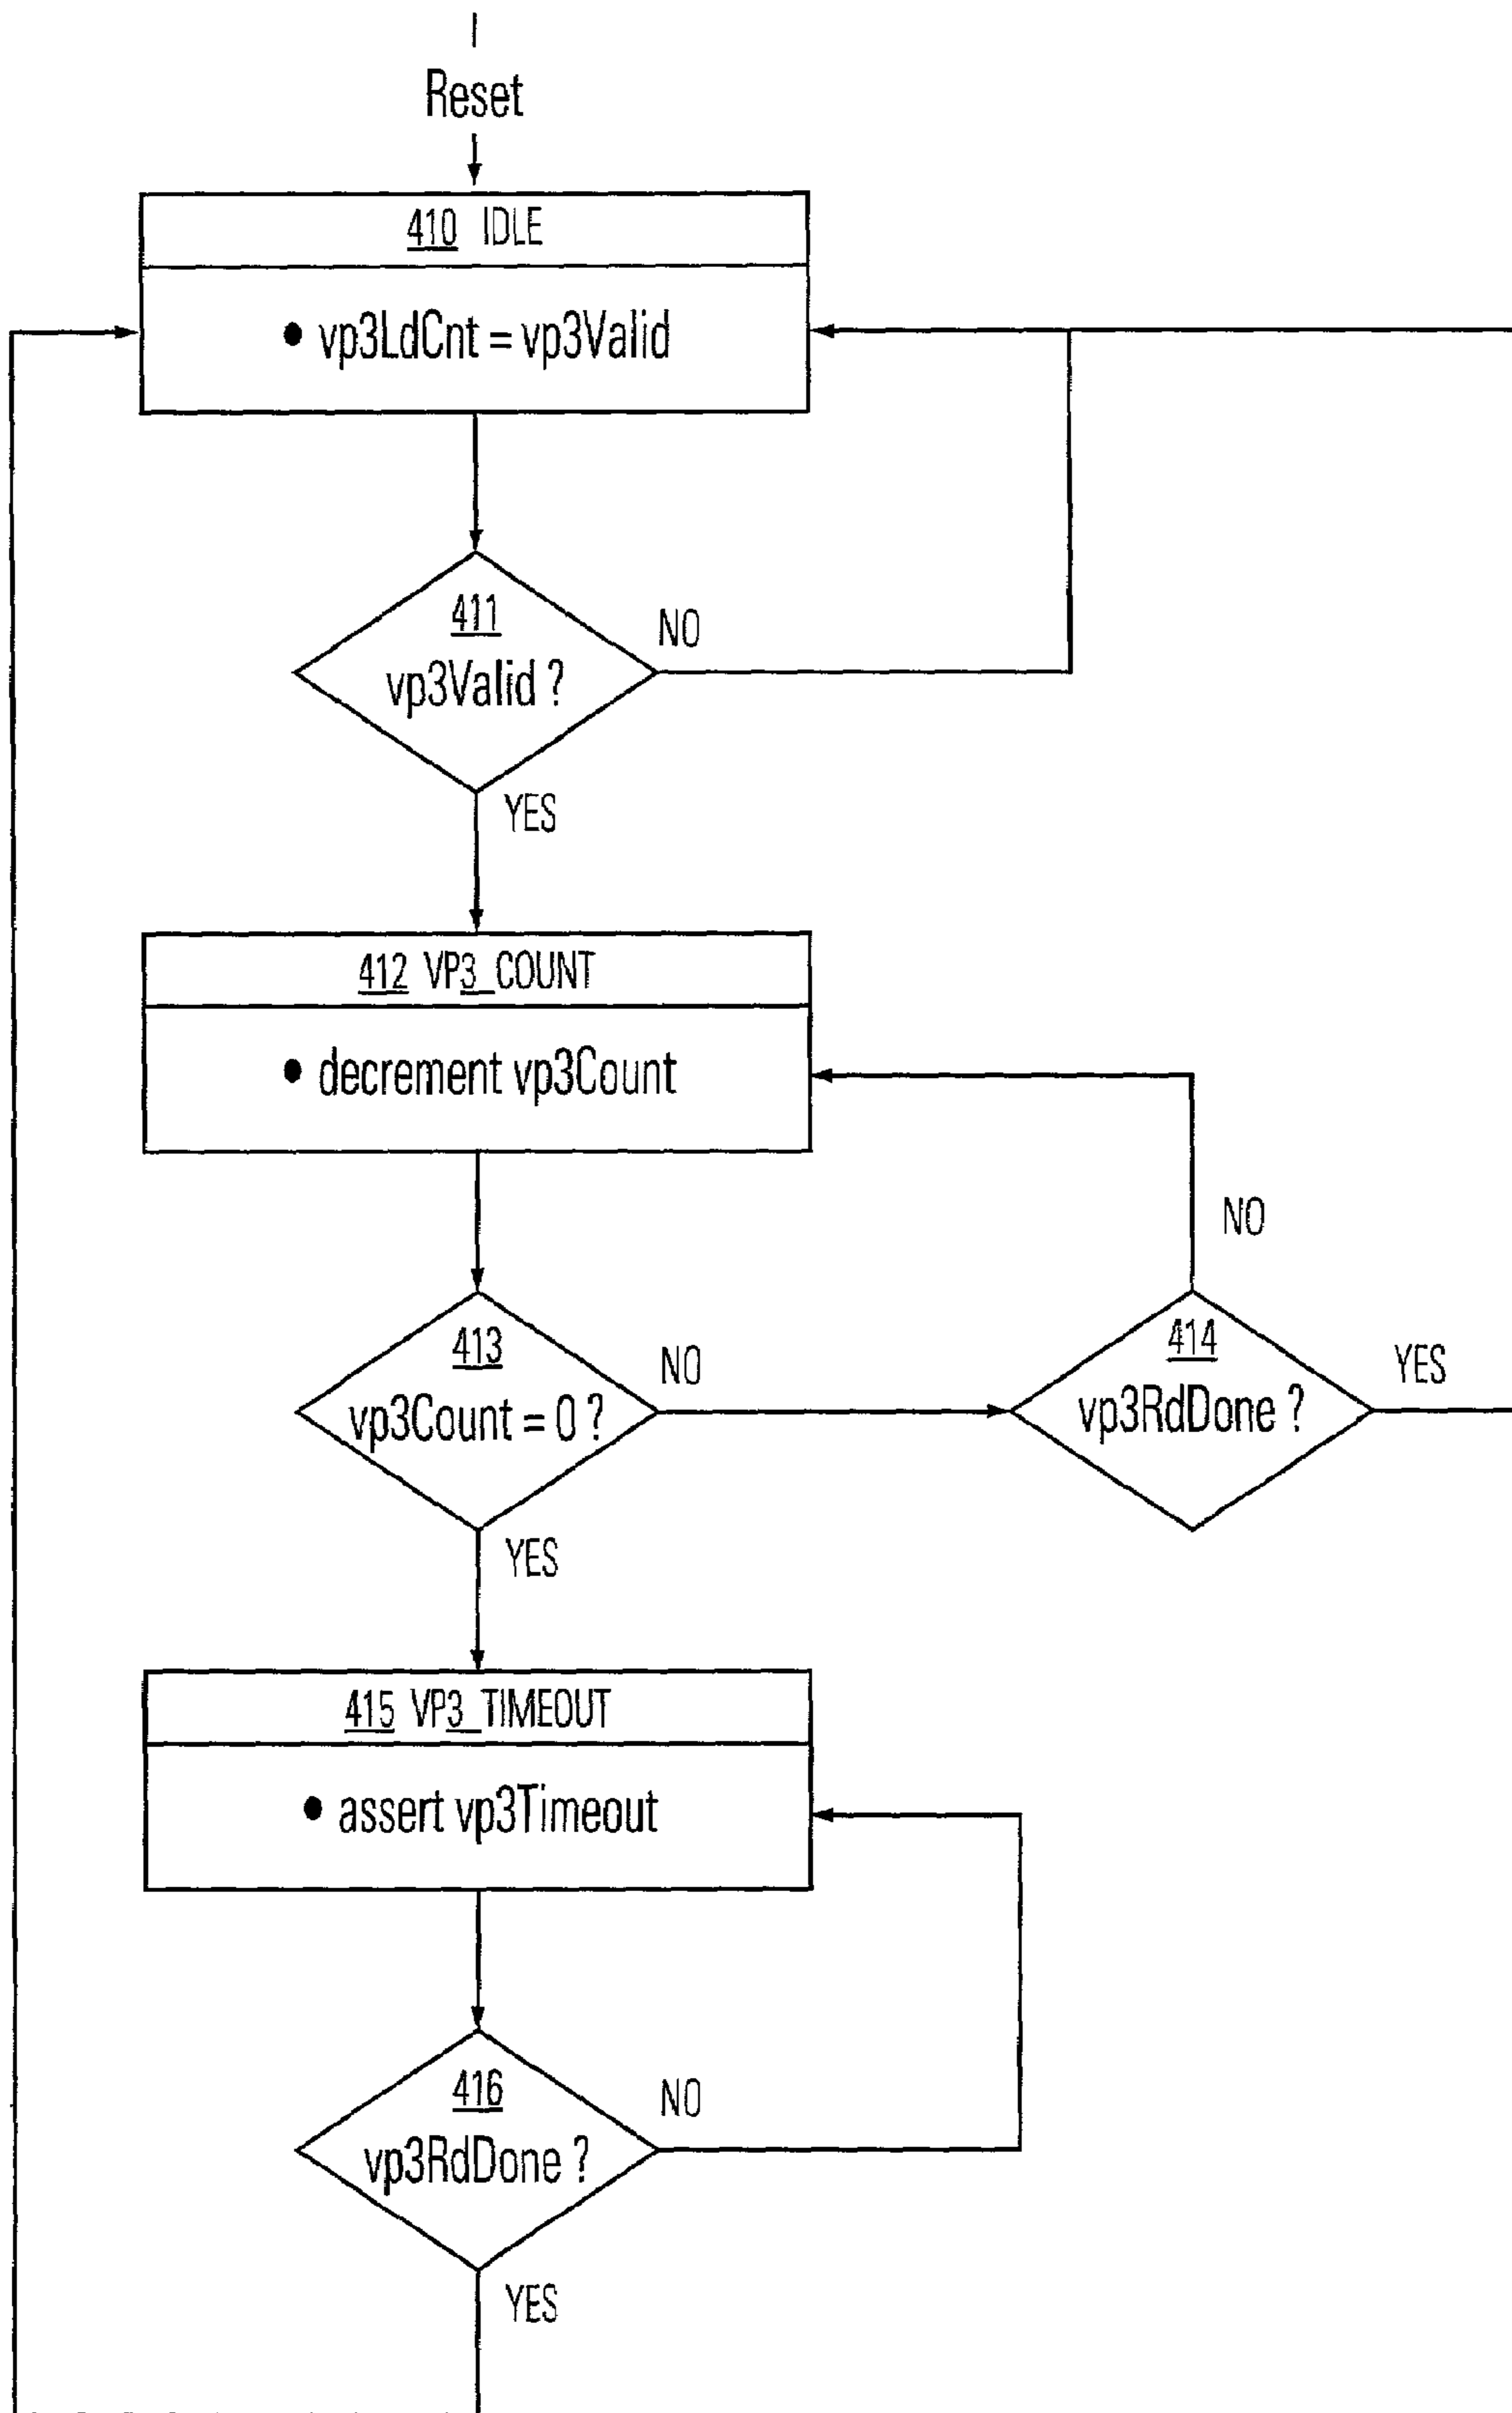 Reset
410 IDLE
• vp3LdCnt = vp3Valid
411
vp3Valid ?
NO
YES
412 VP3_COUNT
• decrement vp3Count
NO
413
vp3Count = 0 ?
NO
414
vp3RdDone ?
YES
YES
415 VP3_TIMEOUT
• assert vp3Timeout
416
vp3RdDone ?
NO
YES